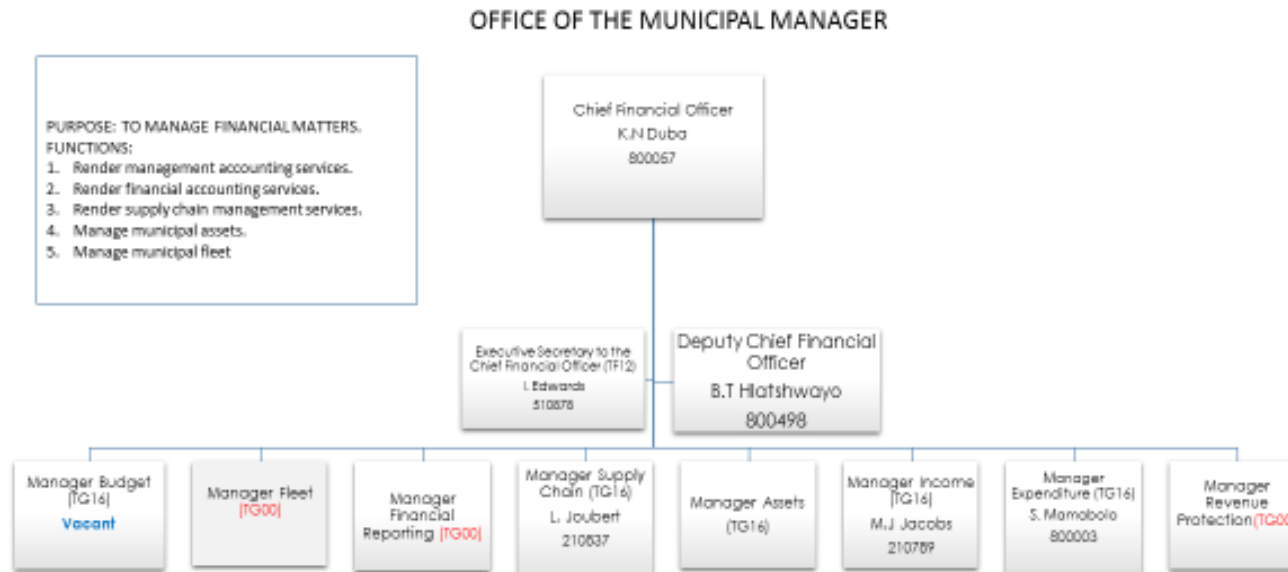 OFFICE OF THE MUNICIPAL MANAGER
PURPOSE: TO MANAGE FINANCIAL MATTERS.
FUNCTIONS:
1. Render management accounting services.
2. Render financial accounting services.
3. Render supply chain management services.
4. Manage municipal assets.
5. Manage municipal fleet
Chief Financial Officer
K.N Duba
800067
Executive Secretary to the
Chief Financial Officer (TF12)
I. Edwards
510878
Deputy Chief Financial
Officer
B.T Hlatshwayo
800498
Manager Budget
(TG16)
Vacant
Manager Fleet
(TG00)
Manager
Financial
Reporting (TG00)
Manager Supply
Chain (TG16)
L. Joubert
210837
Manager Assets
(TG16)
Manager Income
(TG16)
M.J Jacobs
210789
Manager
Expenditure (TG16)
S. Mamabolo
800003
Manager
Revenue
Protection(TG00